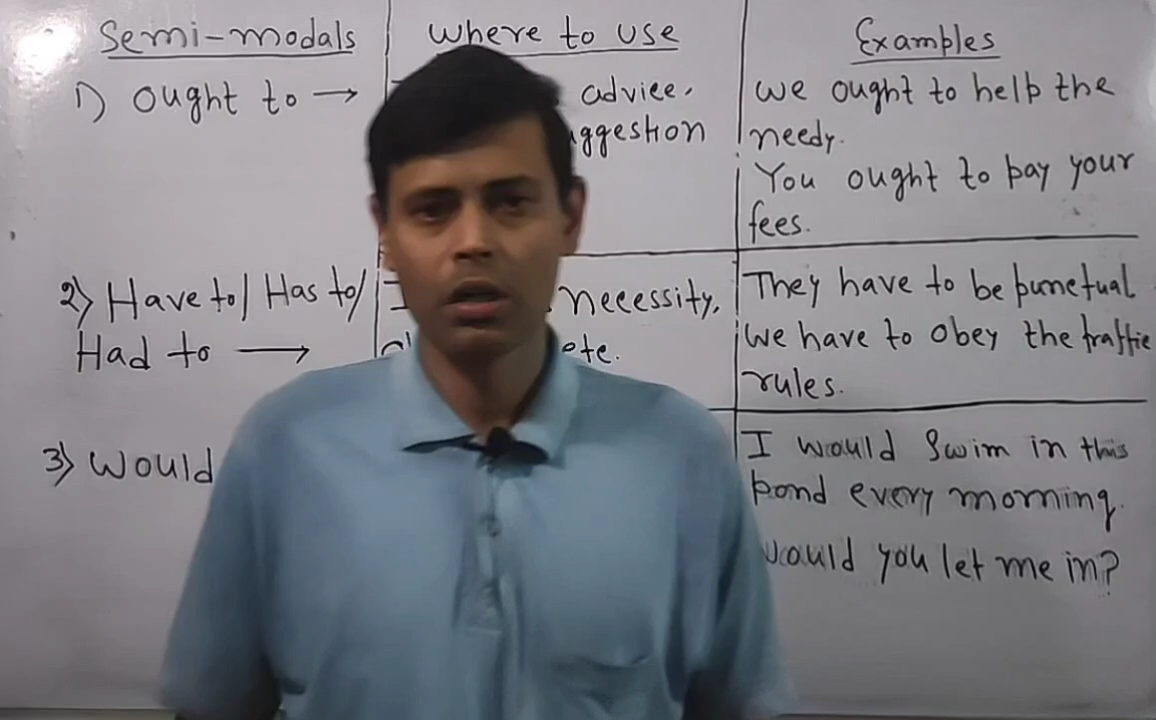 Semi-modals
1) Ought to →
2) Have to/ Has to/
Had to →
3) Would
Where to use
advice,
necessity,
etc.
Examples
We ought to help the
needy.
You ought to pay your
fees.
They have to be punctual.
We have to obey the traffic
rules.
I would swim in this
pond every morning.
Would you let me in?